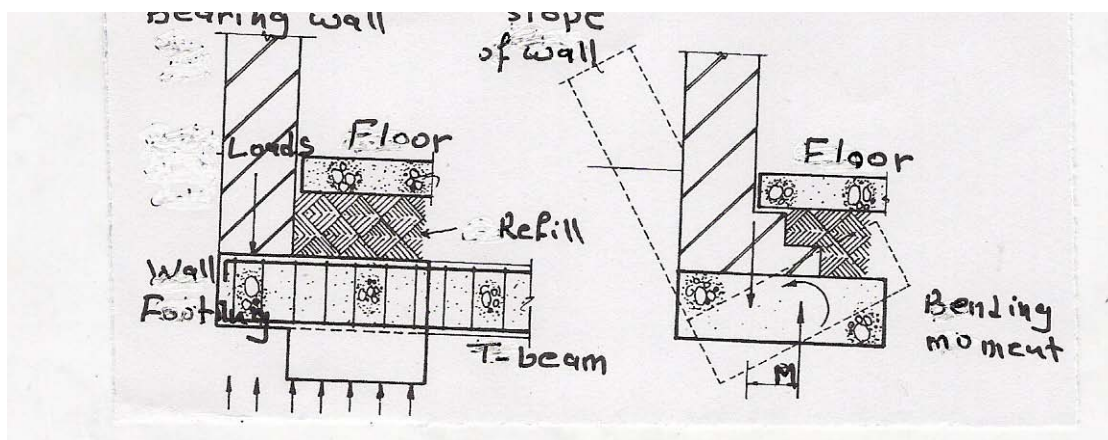 Bearing wall
slope
of wall
Loads
Floor
Refill
Wall
Footing
T-beam
Floor
Bending
moment
M